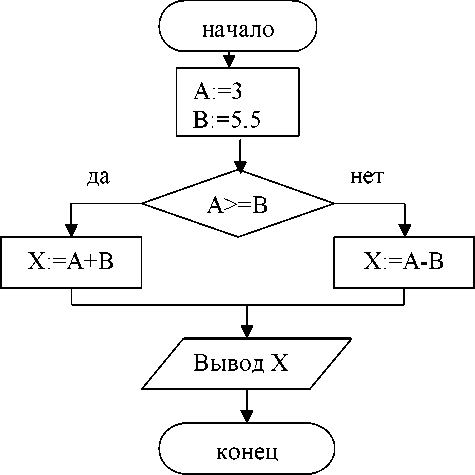 начало
A:=3
B:=5.5
да
нет
A>=B
X:=A+B
X:=A-B
Вывод X
конец